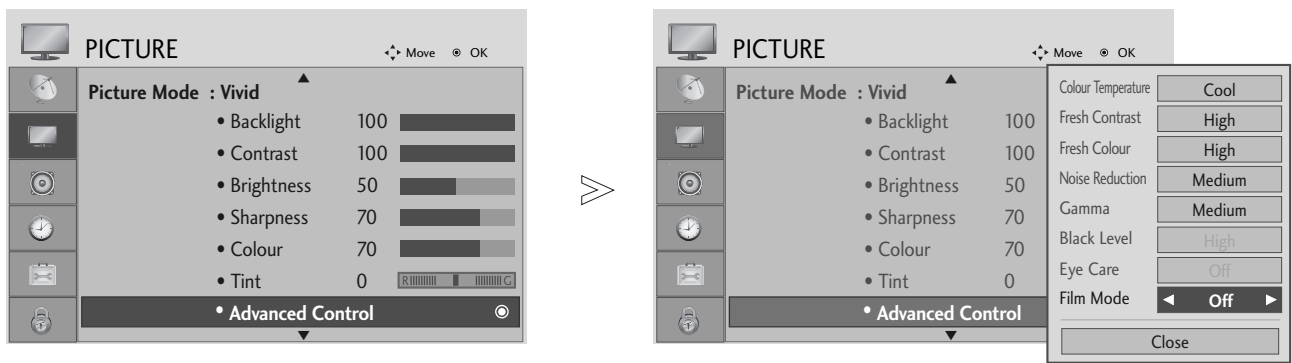 PICTURE
Move OK
Picture Mode : Vivid
• Backlight 100
• Contrast 100
• Brightness 50
• Sharpness 70
• Colour 70
• Tint 0 R G
• Advanced Control
>
PICTURE
Move OK
Picture Mode : Vivid
• Backlight 100
• Contrast 100
• Brightness 50
• Sharpness 70
• Colour 70
• Tint 0
• Advanced Control
Colour Temperature Cool
Fresh Contrast High
Fresh Colour High
Noise Reduction Medium
Gamma Medium
Black Level High
Eye Care Off
Film Mode ◄ Off ►
Close